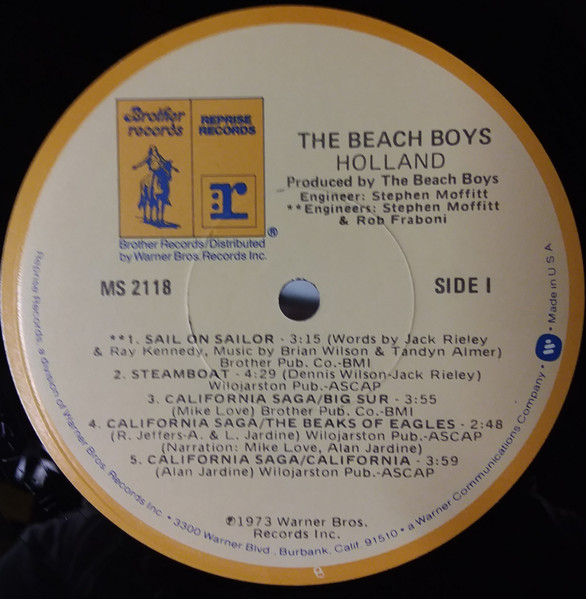 Brother
records
REPRISE
RECORDS
r
®
Brother Records/Distributed
by Warner Bros. Records Inc.
THE BEACH BOYS
HOLLAND
Produced by The Beach Boys
Engineer: Stephen Moffitt
**Engineers: Stephen Moffitt
& Rob Fraboni
MS 2118
SIDE I
**1. SAIL ON SAILOR - 3:15 (Words by Jack Rieley
& Ray Kennedy, Music by Brian Wilson & Tandyn Almer)
Brother Pub. Co.-BMI
2. STEAMBOAT - 4:29 (Dennis Wilson-Jack Rieley)
Wilojarston Pub.-ASCAP
3. CALIFORNIA SAGA/BIG SUR - 3:55
(Mike Love) Brother Pub. Co.-BMI
4. CALIFORNIA SAGA/THE BEAKS OF EAGLES - 2:48
(R. Jeffers-A. & L. Jardine) Wilojarston Pub.-ASCAP
(Narration: Mike Love, Alan Jardine)
5. CALIFORNIA SAGA/CALIFORNIA - 3:59
(Alan Jardine) Wilojarston Pub.-ASCAP
℗1973 Warner Bros.
Records Inc.
Reprise Records, a division of Warner Bros. Records Inc. • 3300 Warner Blvd., Burbank, Calif. 91510 • a Warner Communications Company • W • Made in U.S.A.